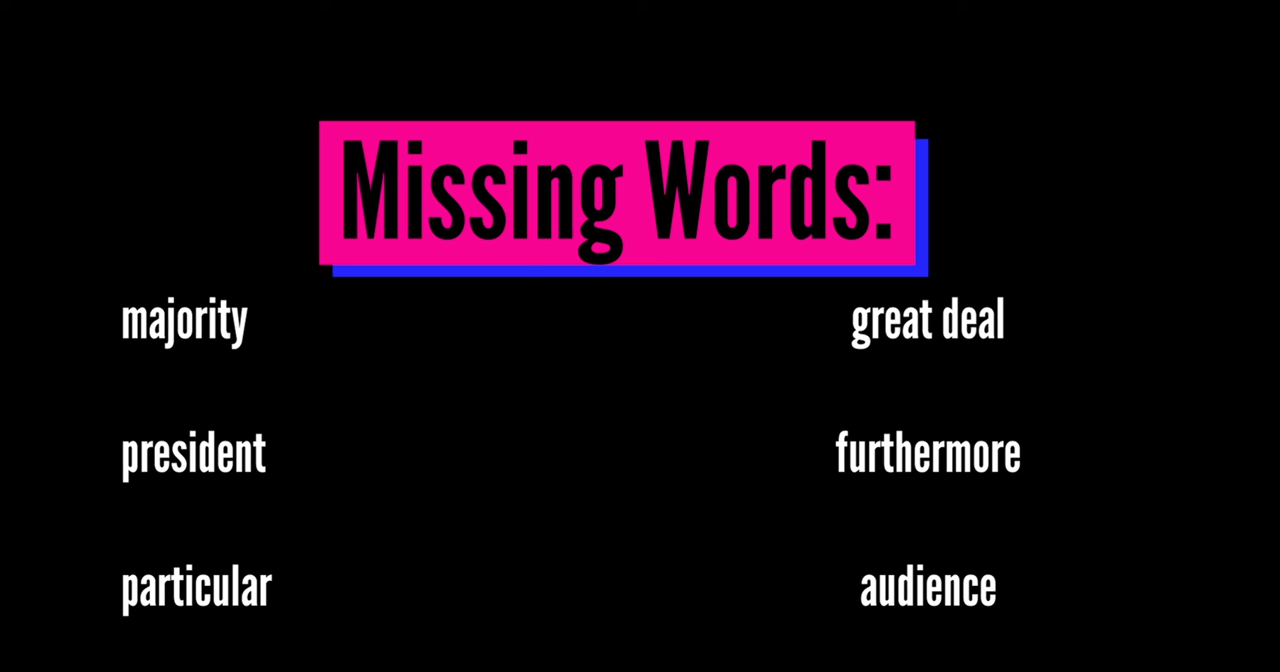 Missing Words:
majority
great deal
president
furthermore
particular
audience